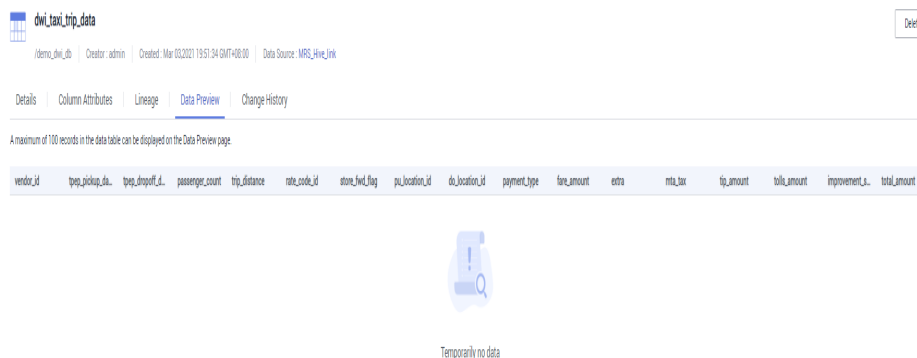 dwi_taxi_trip_data
Delet
/demo_dwi_db Creator : admin Created : Mar 03,2021 19:51:34 GMT+08:00 Data Source : MRS_Hive_link
Details Column Attributes Lineage Data Preview Change History
A maximum of 100 records in the data table can be displayed on the Data Preview page.
vendor_id tpep_pickup_da... tpep_dropoff_d... passenger_count trip_distance rate_code_id store_fwd_flag pu_location_id do_location_id payment_type fare_amount extra mta_tax tip_amount tolls_amount improvement_s... total_amount
Temporarily no data